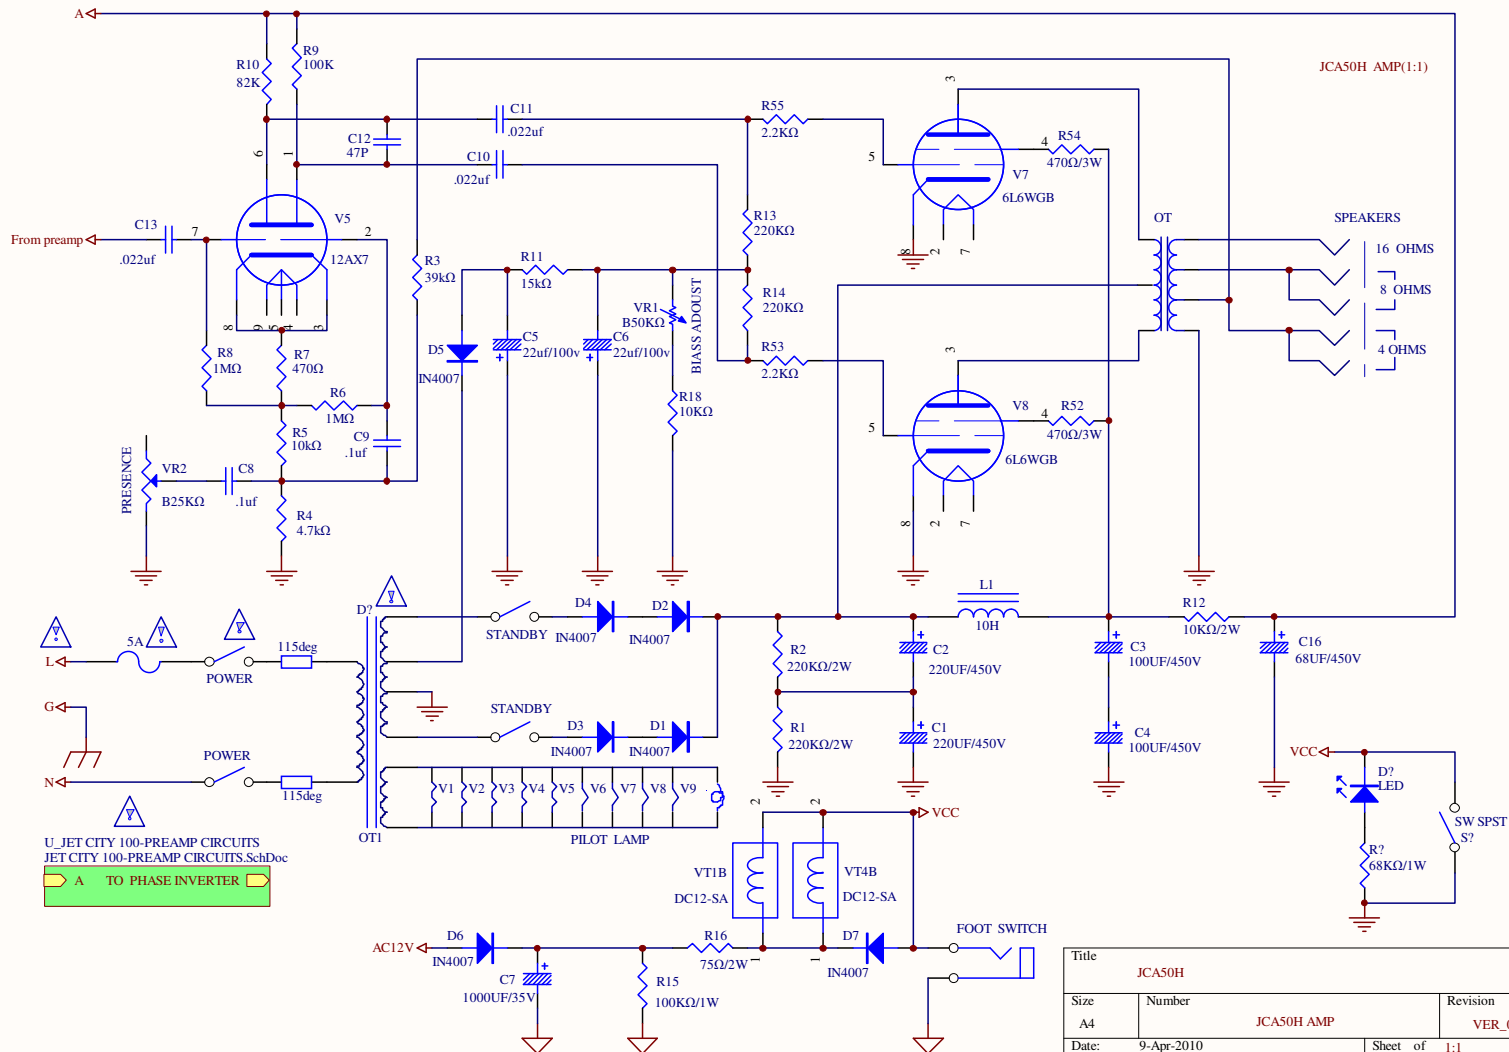 A
JCA50H AMP(1:1)
R10
82K
R9
100K
C11
.022uf
C12
47P
C10
.022uf
R55
2.2KΩ
3
5
4
R54
470Ω/3W
V7
6L6WGB
8
2
7
6
1
V5
12AX7
C13
.022uf
7
2
From preamp
8
9
5
4
3
R3
39kΩ
R11
15kΩ
R13
220KΩ
R14
220KΩ
VR1
B50KΩ
BIASS ADOUST
OT
SPEAKERS
16 OHMS
8 OHMS
4 OHMS
R8
1MΩ
R7
470Ω
D5
IN4007
C5
22uf/100v
C6
22uf/100v
R53
2.2KΩ
3
R6
1MΩ
R18
10KΩ
V8
5
4
R52
470Ω/3W
6L6WGB
R5
10kΩ
C9
.1uf
PRESENCE
VR2
B25KΩ
C8
.1uf
R4
4.7kΩ
8
2
7
D?
STANDBY
D4
IN4007
D2
IN4007
L1
10H
R12
10KΩ/2W
5A
L
POWER
115deg
R2
220KΩ/2W
C2
220UF/450V
C3
100UF/450V
C16
68UF/450V
G
STANDBY
D3
IN4007
D1
IN4007
R1
220KΩ/2W
C1
220UF/450V
C4
100UF/450V
POWER
N
115deg
V1 V2 V3 V4 V5 V6 V7 V8 V9
PILOT LAMP
OT1
VCC
D?
LED
SW SPST
S?
R?
68KΩ/1W
2
2
VCC
VT1B
DC12-SA
VT4B
DC12-SA
1
1
U_JET CITY 100-PREAMP CIRCUITS
JET CITY 100-PREAMP CIRCUITS.SchDoc
A TO PHASE INVERTER
AC12V
D6
IN4007
C7
1000UF/35V
R15
100KΩ/1W
R16
75Ω/2W
D7
IN4007
FOOT SWITCH
Title
JCA50H
Size
A4
Number
JCA50H AMP
Revision
Date:
9-Apr-2010
Sheet of 1:1